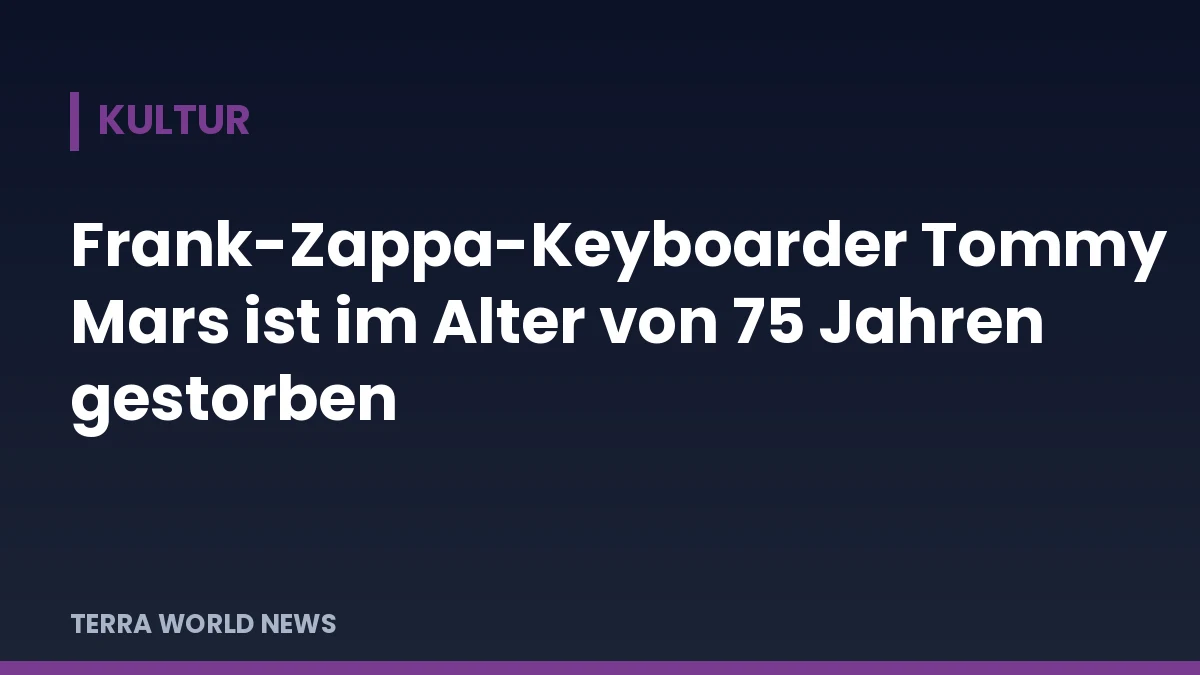 KULTUR
Frank-Zappa-Keyboarder Tommy
Mars ist im Alter von 75 Jahren
gestorben
TERRA WORLD NEWS